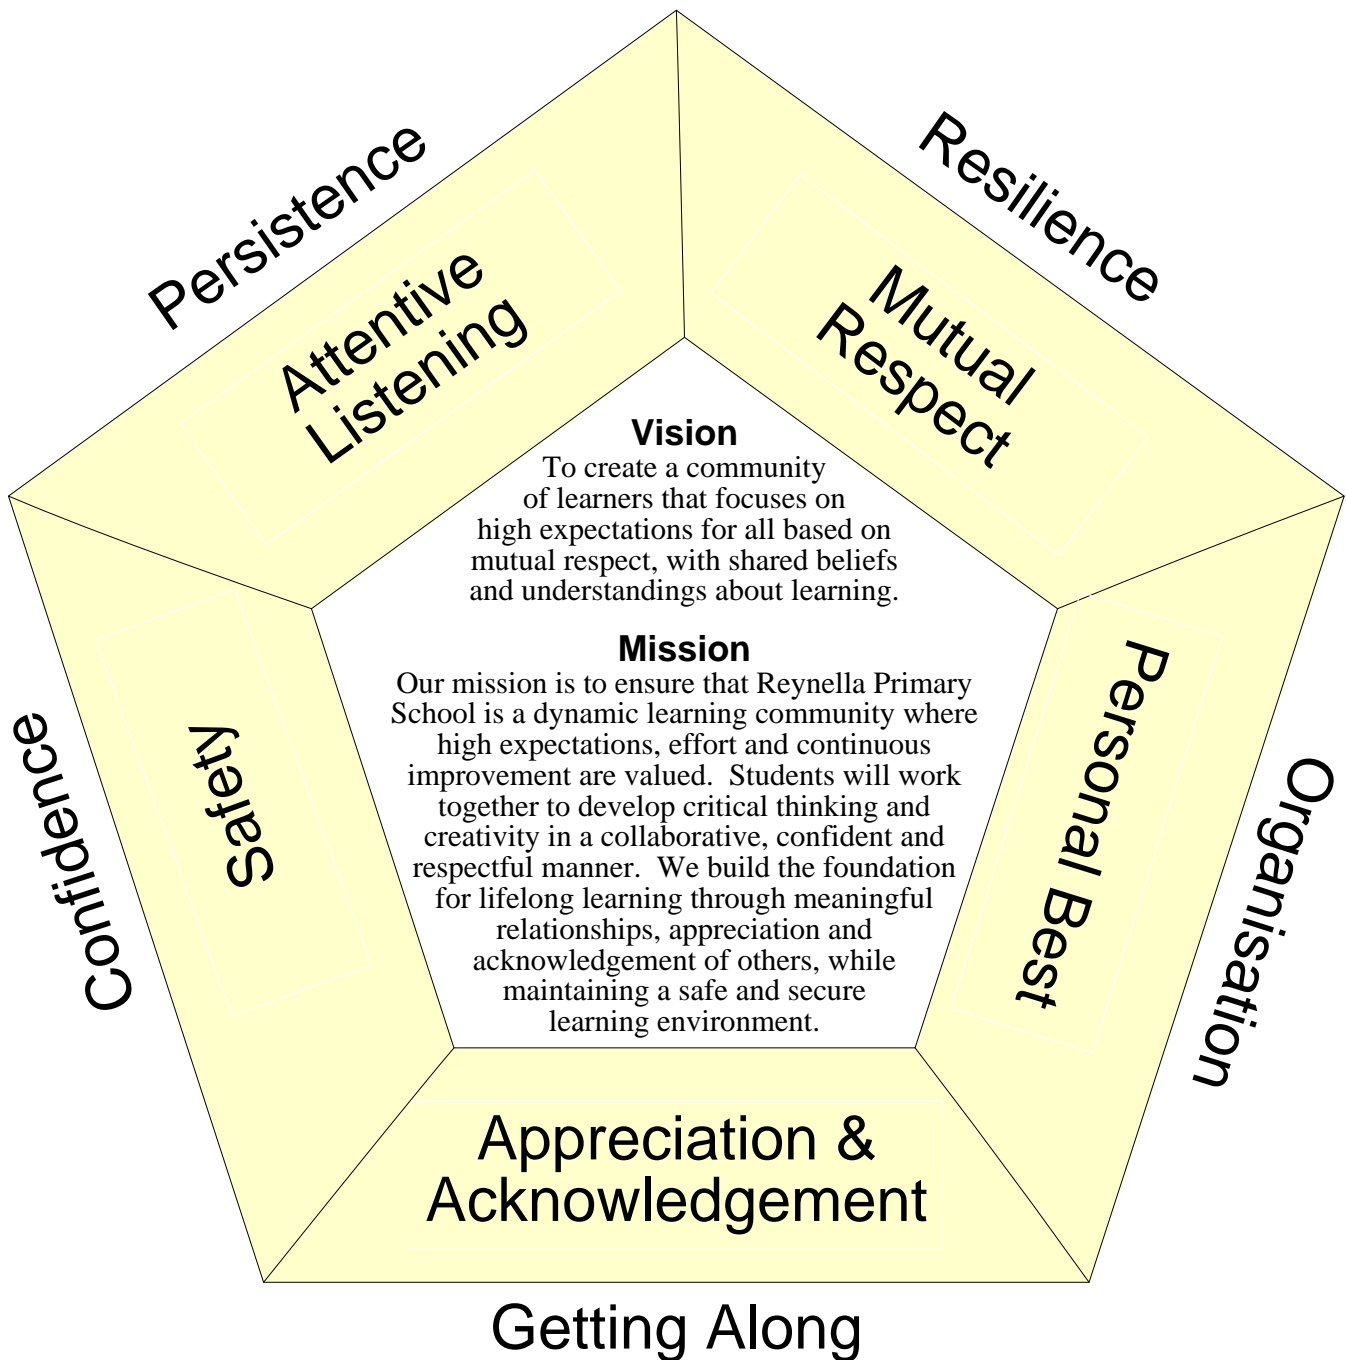 Persistence
Resilience
Attentive
Listening
Mutual
Respect
Vision
To create a community
of learners that focuses on
high expectations for all based on
mutual respect, with shared beliefs
and understandings about learning.
Mission
Our mission is to ensure that Reynella Primary
School is a dynamic learning community where
high expectations, effort and continuous
improvement are valued.  Students will work
together to develop critical thinking and
creativity in a collaborative, confident and
respectful manner.  We build the foundation
for lifelong learning through meaningful
relationships, appreciation and
acknowledgement of others, while
maintaining a safe and secure
learning environment.
Confidence
Safety
Personal Best
Organisation
Appreciation &
Acknowledgement
Getting Along